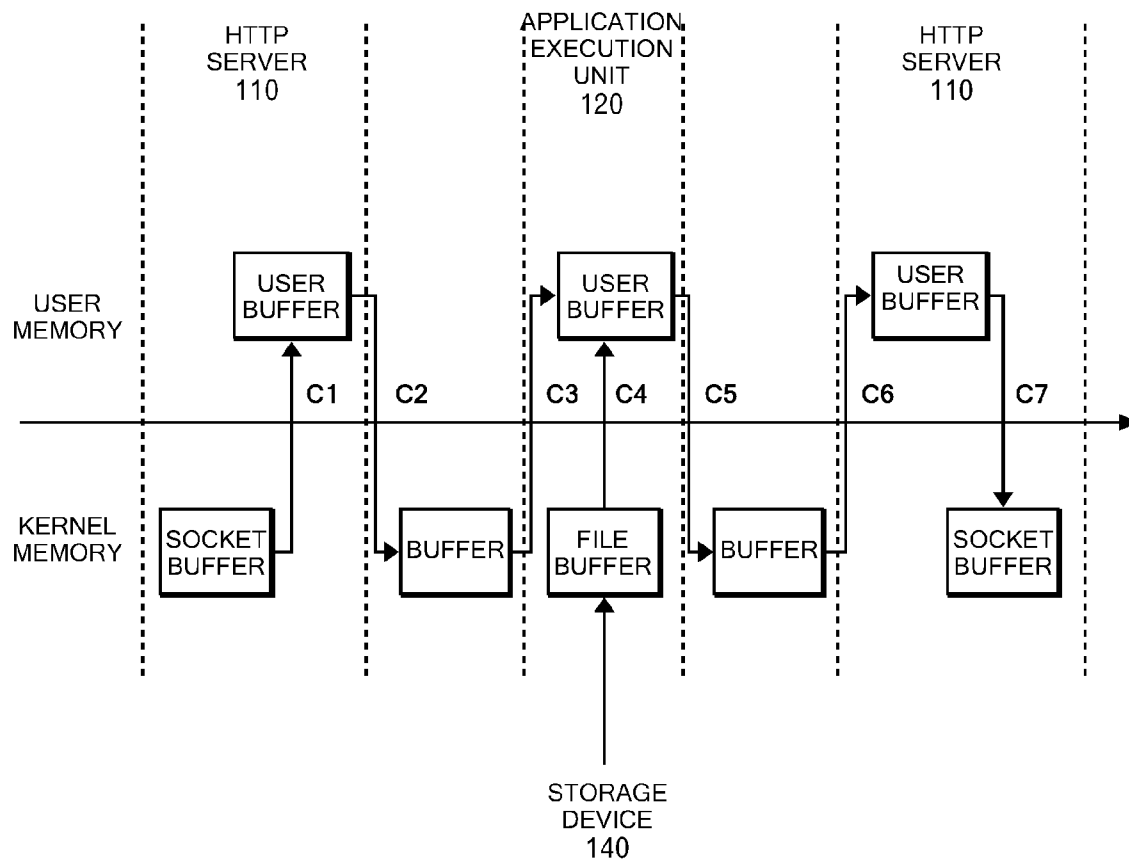 HTTP
SERVER
110
APPLICATION
EXECUTION
UNIT
120
HTTP
SERVER
110
USER
MEMORY
USER
BUFFER
USER
BUFFER
USER
BUFFER
C1
C2
C3
C4
C5
C6
C7
KERNEL
MEMORY
SOCKET
BUFFER
BUFFER
FILE
BUFFER
BUFFER
SOCKET
BUFFER
STORAGE
DEVICE
140